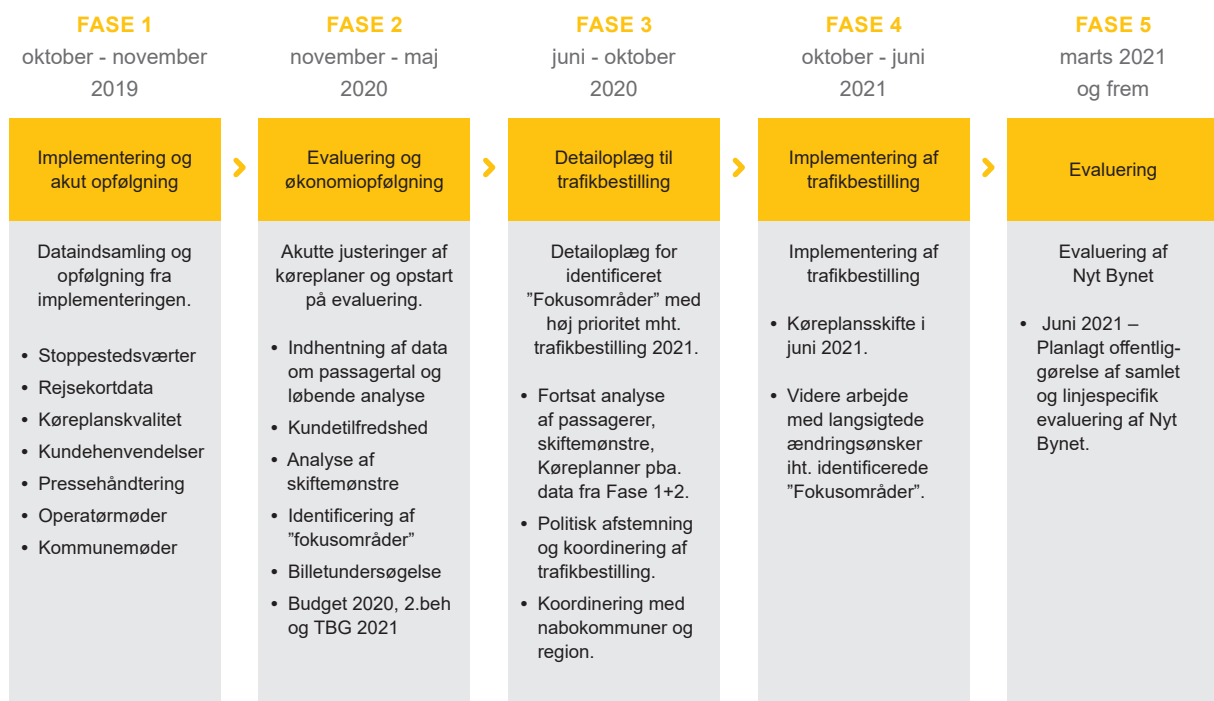 FASE 1
oktober - november
2019
Implementering og
akut opfølgning
Dataindsamling og
opfølgning fra
implementeringen.
• Stoppestedsværter
• Rejsekortdata
• Køreplanskvalitet
• Kundehenvendelser
• Pressehåndtering
• Operatørmøder
• Kommunemøder
FASE 2
november - maj
2020
Evaluering og
økonomiopfølgning
Akutte justeringer af
køreplaner og opstart
på evaluering.
• Indhentning af data
om passagertal og
løbende analyse
• Kundetilfredshed
• Analyse af
skiftemønstre
• Identificering af
"fokusområder”
• Billetundersøgelse
• Budget 2020, 2.beh
og TBG 2021
FASE 3
juni - oktober
2020
Detailoplæg til
trafikbestilling
Detailoplæg for
identificeret
”Fokusområder” med
høj prioritet mht.
trafikbestilling 2021.
• Fortsat analyse
af passagerer,
skiftemønstre,
Køreplanner pba.
data fra Fase 1+2.
• Politisk afstemning
og koordinering af
trafikbestilling.
• Koordinering med
nabokommuner og
region.
FASE 4
oktober - juni
2021
Implementering af
trafikbestilling
Implementering af
trafikbestilling
• Køreplansskifte i
juni 2021.
• Videre arbejde
med langsigtede
ændringsønsker
iht. identificerede
”Fokusområder”.
FASE 5
marts 2021
og frem
Evaluering
Evaluering af
Nyt Bynet
• Juni 2021 –
Planlagt offentlig-
gørelse af samlet
og linjespecifik
evaluering af Nyt
Bynet.